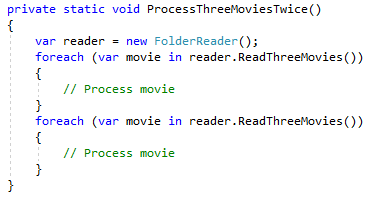 private static void ProcessThreeMoviesTwice()
{
    var reader = new FolderReader();
    foreach (var movie in reader.ReadThreeMovies())
    {
        // Process movie
    }
    foreach (var movie in reader.ReadThreeMovies())
    {
        // Process movie
    }
}